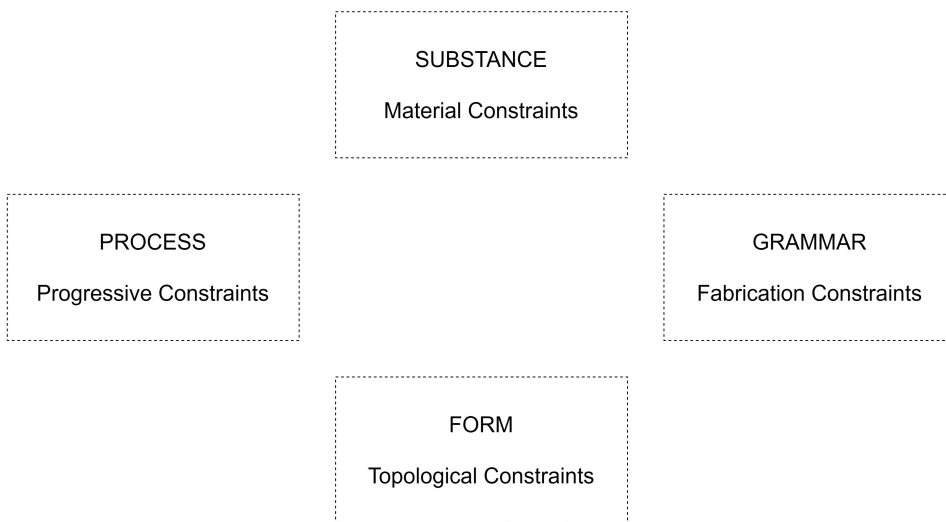 SUBSTANCE
Material Constraints
PROCESS
Progressive Constraints
GRAMMAR
Fabrication Constraints
FORM
Topological Constraints